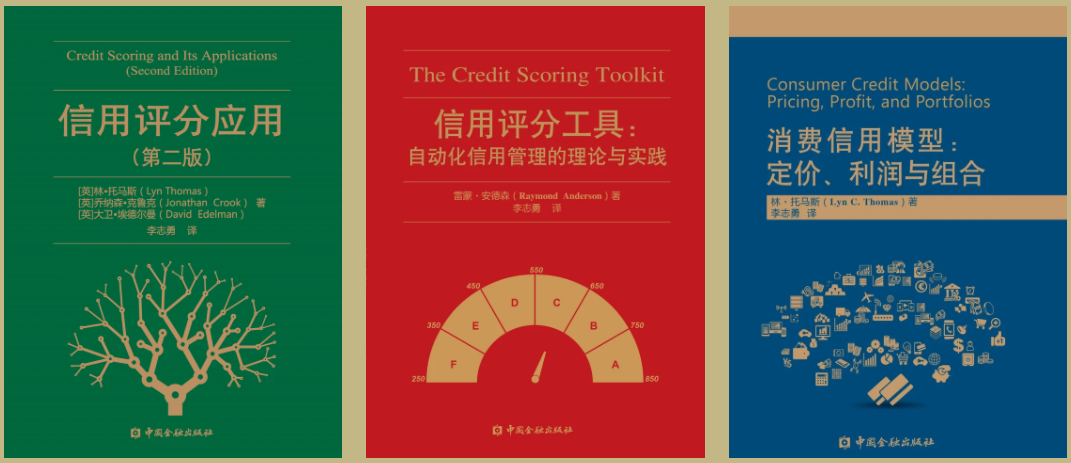 Credit Scoring and Its Applications
(Second Edition)
信用评分应用
（第二版）
[英]林•托马斯（Lyn Thomas）
[英]乔纳森•克鲁克（Jonathan Crook） 著
[英]大卫•埃德尔曼（David Edelman）
李志勇 译
中国金融出版社
The Credit Scoring Toolkit
信用评分工具：
自动化信用管理的理论与实践
雷蒙·安德森（Raymond Anderson）著
李志勇 译
550
450
650
D
C
350
E
B
750
F
A
250
850
中国金融出版社
Consumer Credit Models:
Pricing, Profit, and Portfolios
消费信用模型：
定价、利润与组合
林·托马斯（Lyn C. Thomas）著
李志勇 译
中国金融出版社